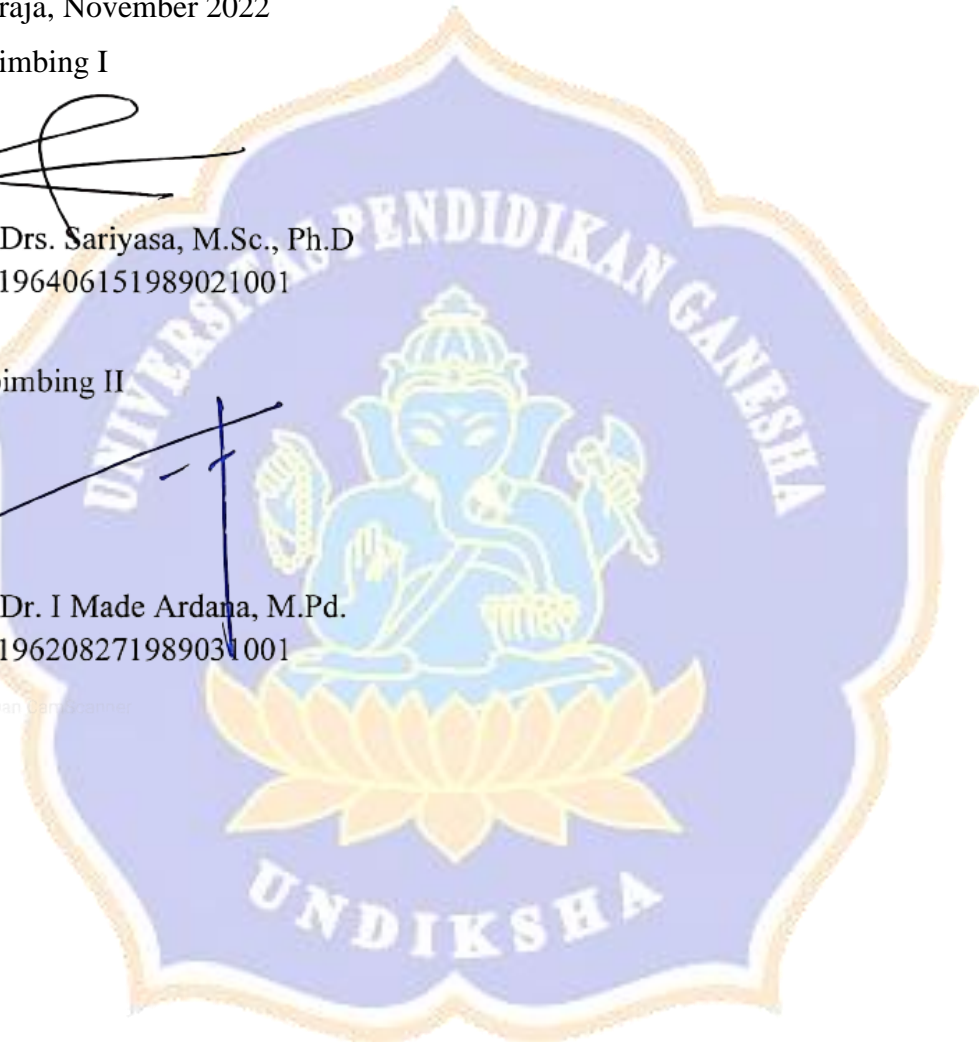 raja, November 2022
imbing I
Drs. Sariyasa, M.Sc., Ph.D
196406151989021001
bimbing II
Dr. I Made Ardana, M.Pd.
196208271989031001
UNIVERSITAS PENDIDIKAN GANESHA
UNDIKSHA